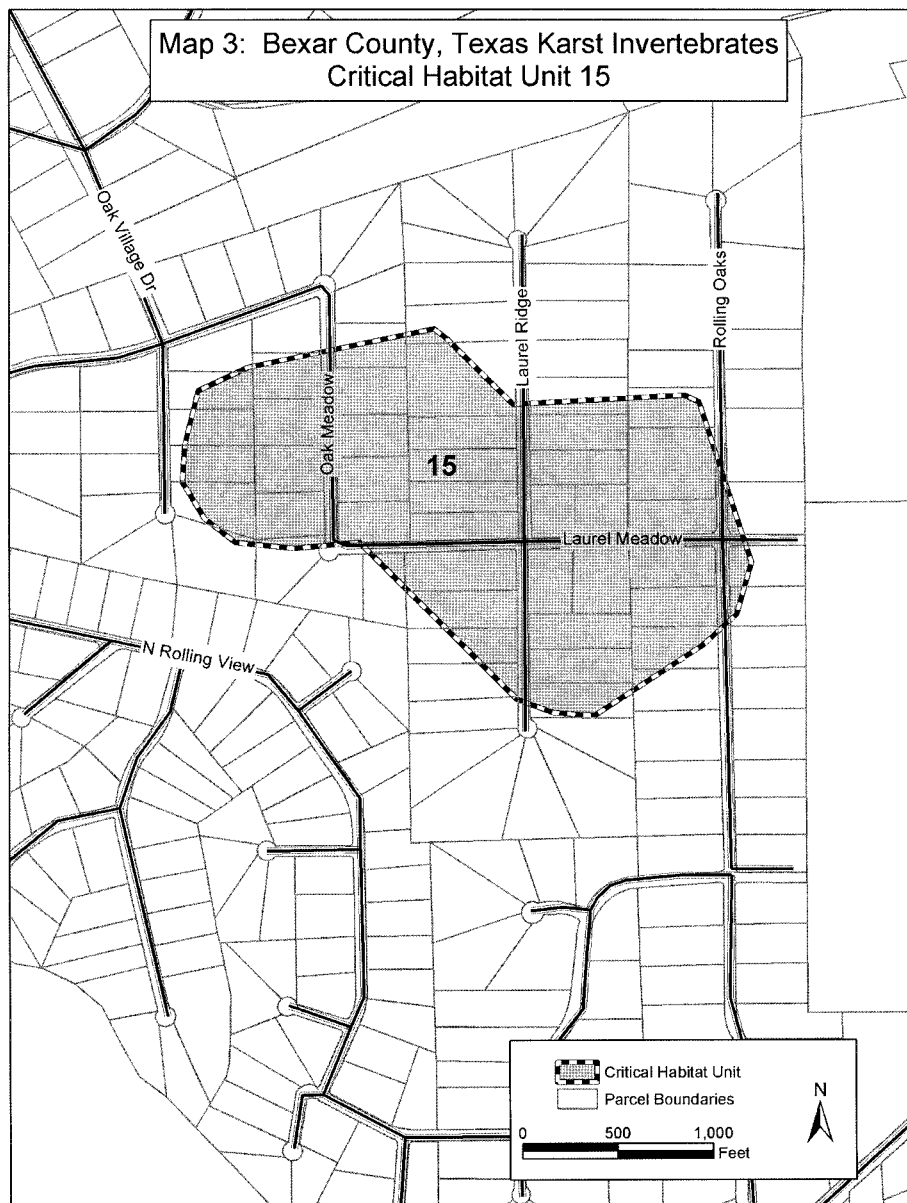 Map 3: Bexar County, Texas Karst Invertebrates
Critical Habitat Unit 15
Oak Village Dr
Laurel Ridge
Rolling Oaks
Oak Meadow
15
Laurel Meadow
N Rolling View
Critical Habitat Unit
Parcel Boundaries
N
0 500 1,000
Feet